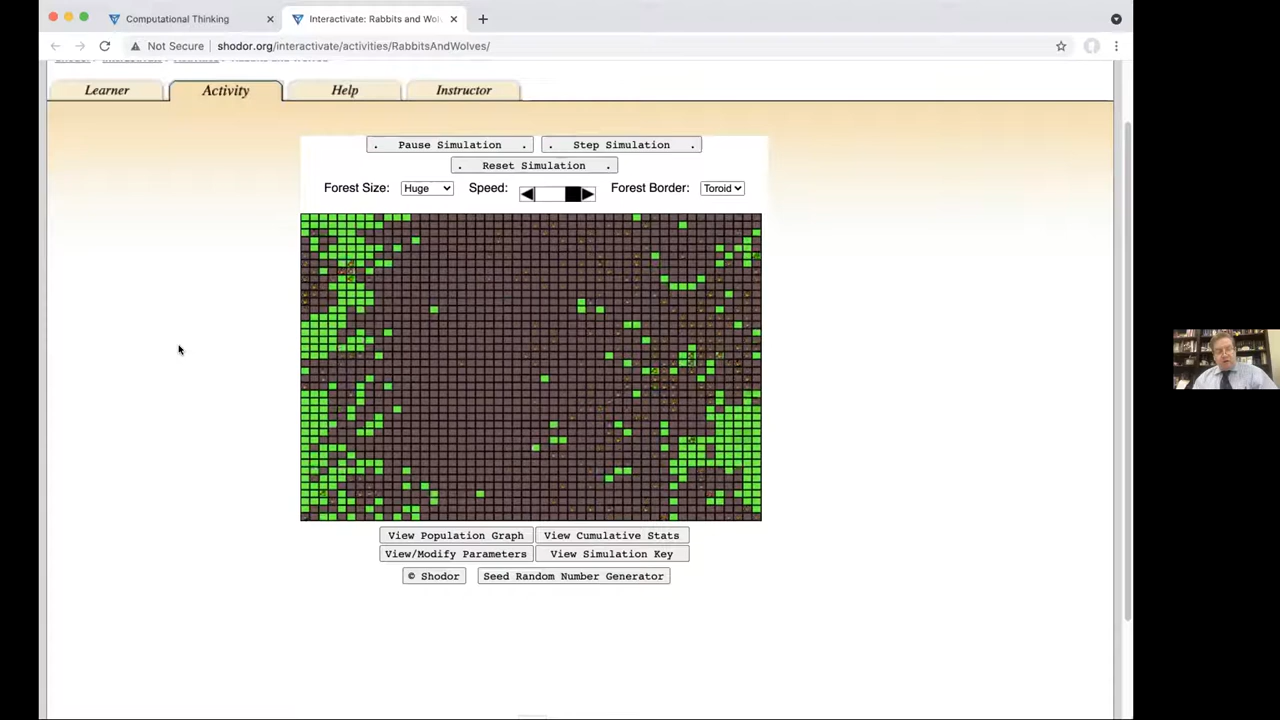 Computational Thinking
Interactivate: Rabbits and Wol
Not Secure
shodor.org/interactivate/activities/RabbitsAndWolves/
Learner
Activity
Help
Instructor
. Pause Simulation .
. Step Simulation .
. Reset Simulation .
Forest Size: Huge
Speed:
Forest Border: Toroid
View Population Graph
View Cumulative Stats
View/Modify Parameters
View Simulation Key
© Shodor
Seed Random Number Generator